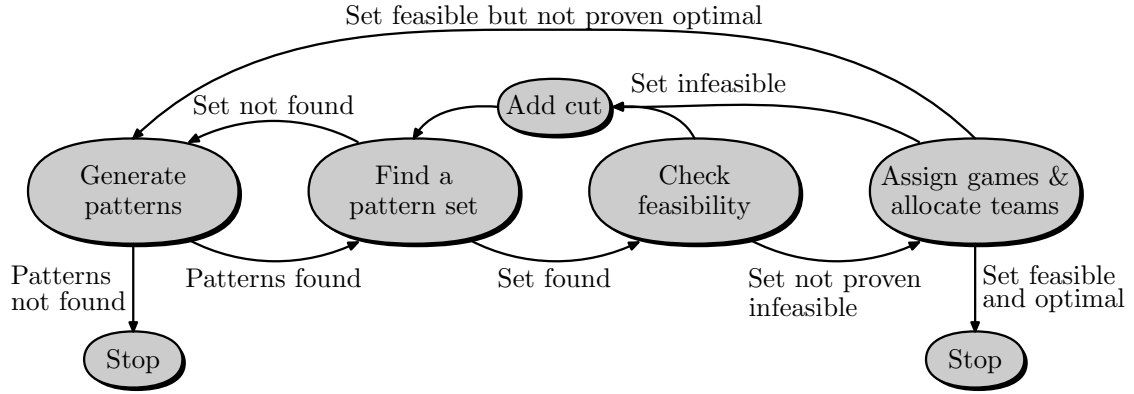 Set feasible but not proven optimal
Set infeasible
Add cut
Set not found
Generate
patterns
Find a
pattern set
Check
feasibility
Assign games &
allocate teams
Patterns
not found
Patterns found
Set found
Set not proven
infeasible
Set feasible
and optimal
Stop
Stop